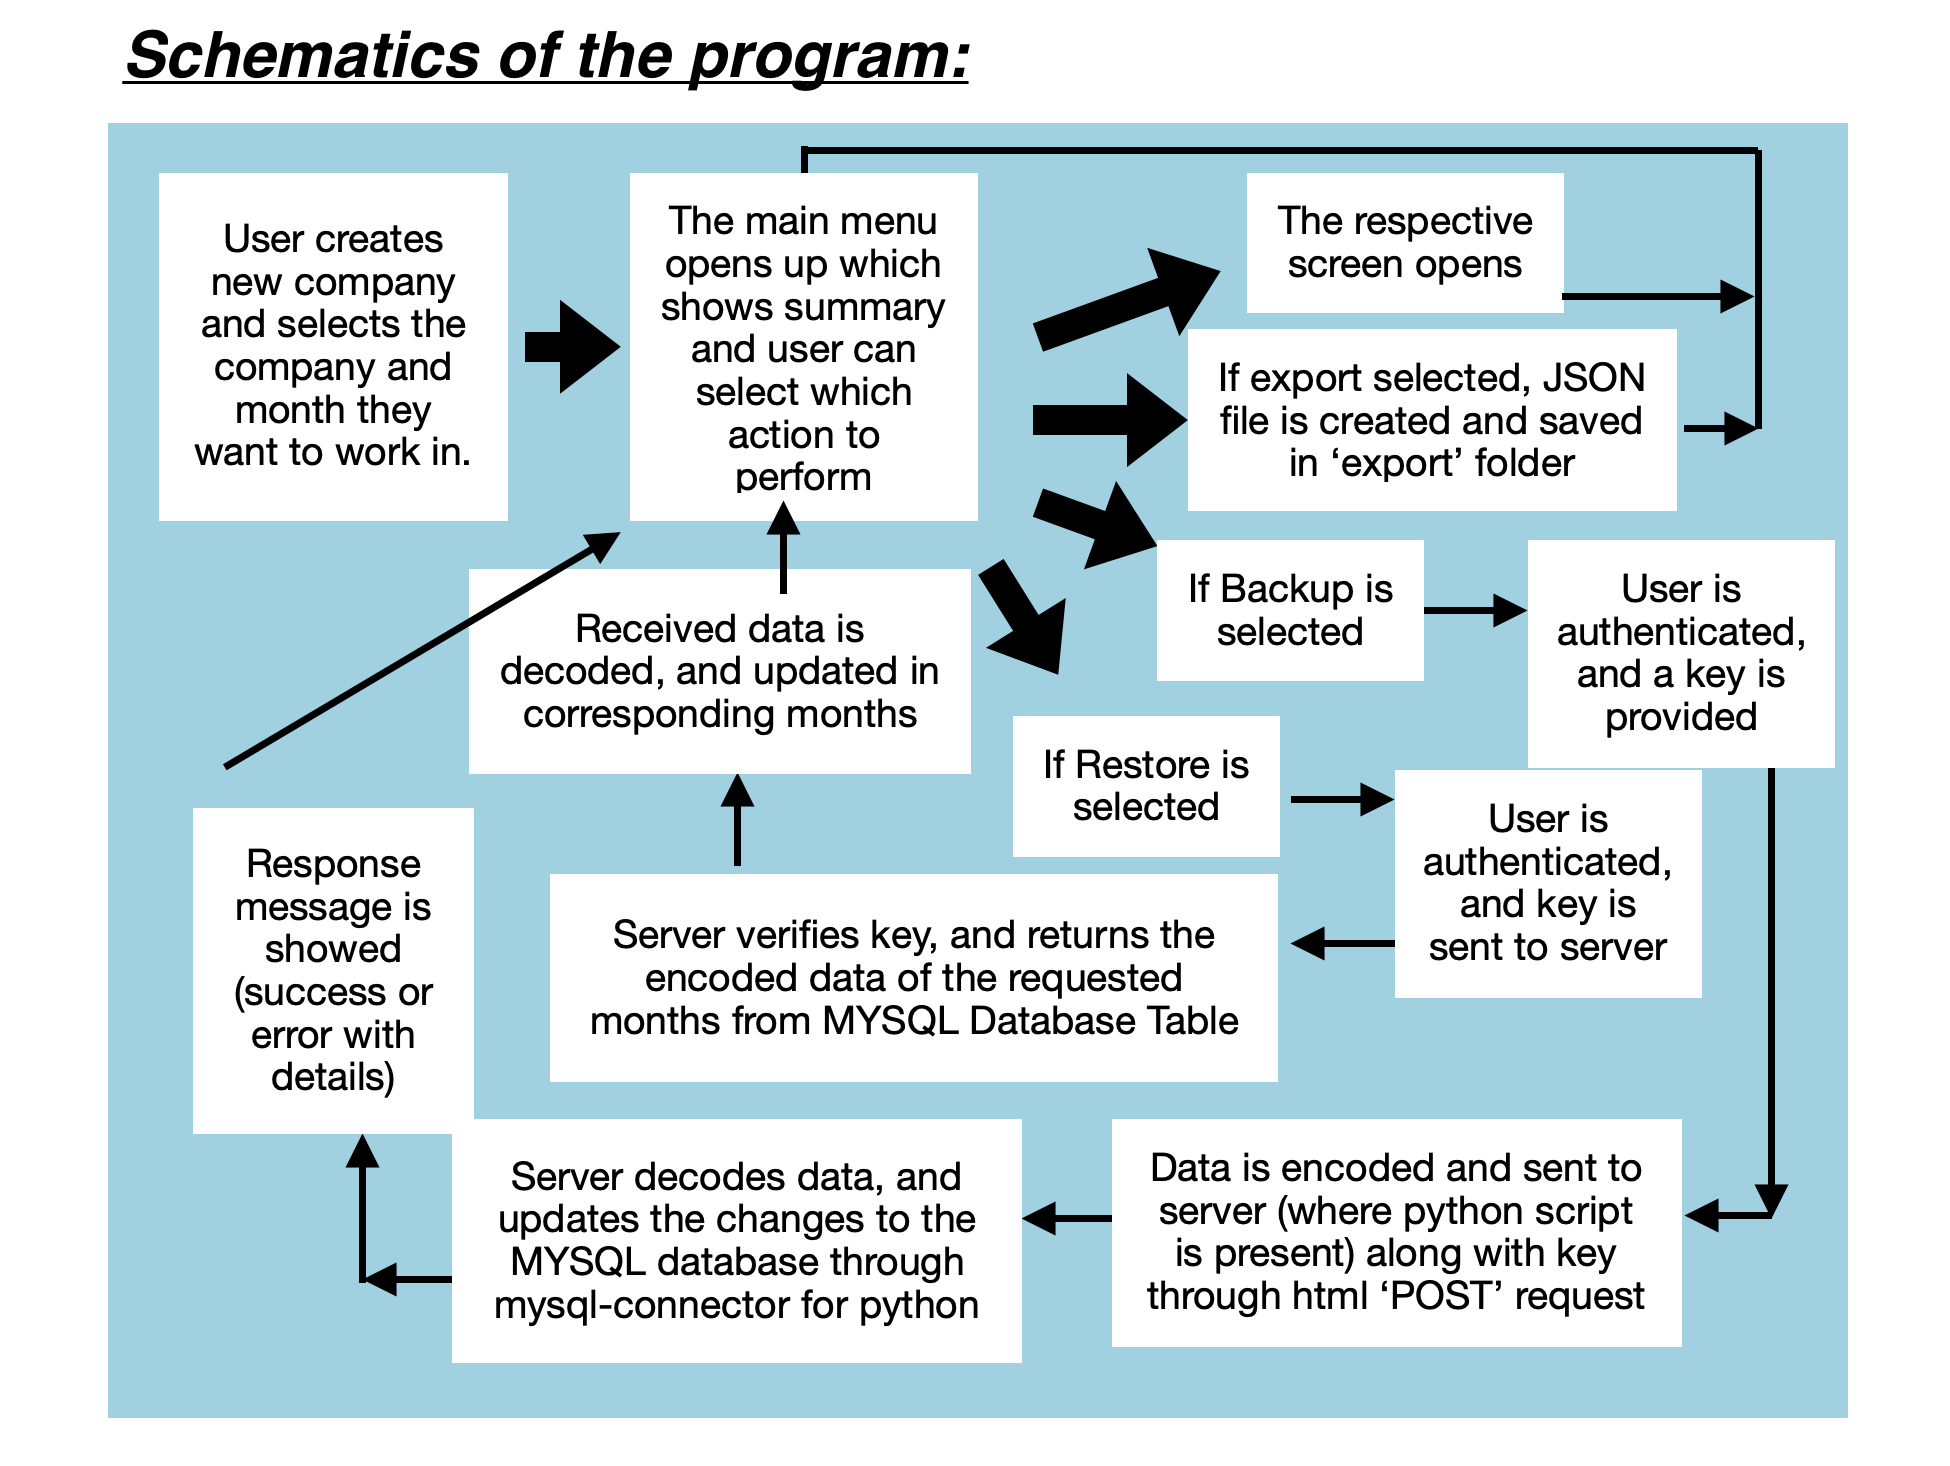 Schematics of the program:
User creates
new company
and selects the
company and
month they
want to work in.
The main menu
opens up which
shows summary
and user can
select which
action to
perform
The respective
screen opens
If export selected, JSON
file is created and saved
in ‘export’ folder
If Backup is
selected
User is
authenticated,
and a key is
provided
Received data is
decoded, and updated in
corresponding months
If Restore is
selected
User is
authenticated,
and key is
sent to server
Response
message is
showed
(success or
error with
details)
Server verifies key, and returns the
encoded data of the requested
months from MYSQL Database Table
Server decodes data, and
updates the changes to the
MYSQL database through
mysql-connector for python
Data is encoded and sent to
server (where python script
is present) along with key
through html ‘POST’ request